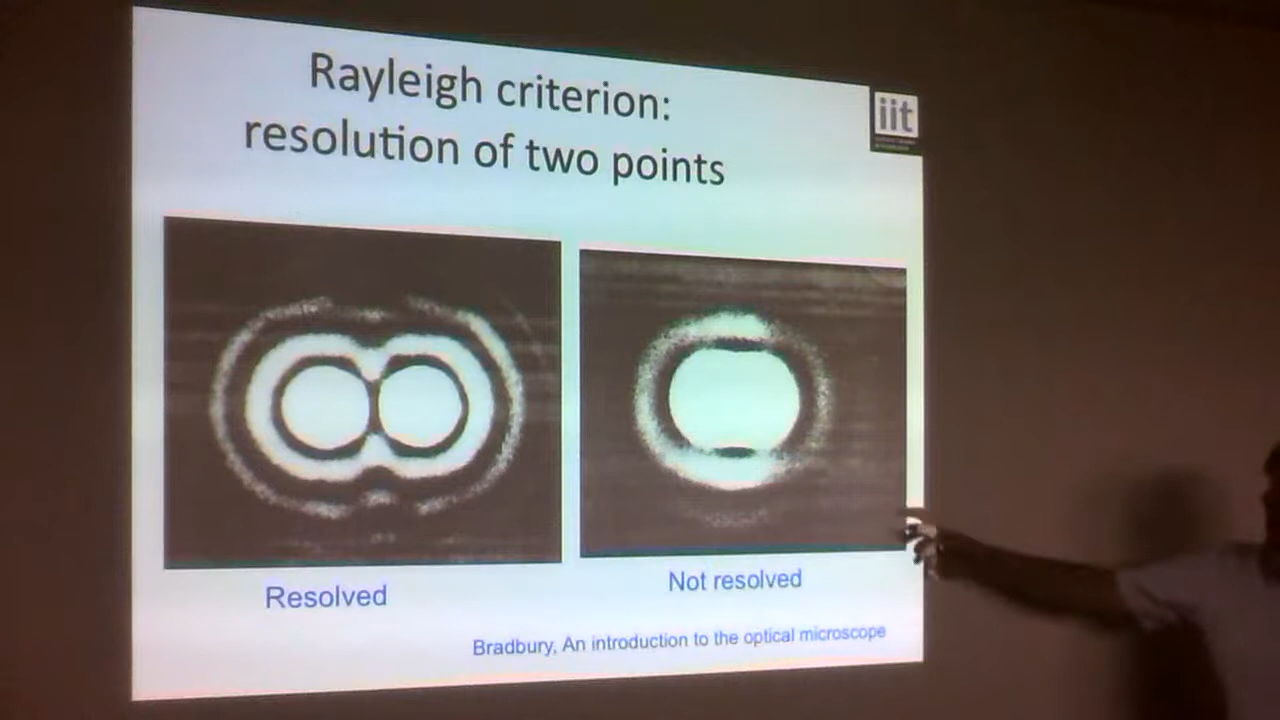 Rayleigh criterion:
resolution of two points
iit
Resolved
Not resolved
Bradbury, An introduction to the optical microscope